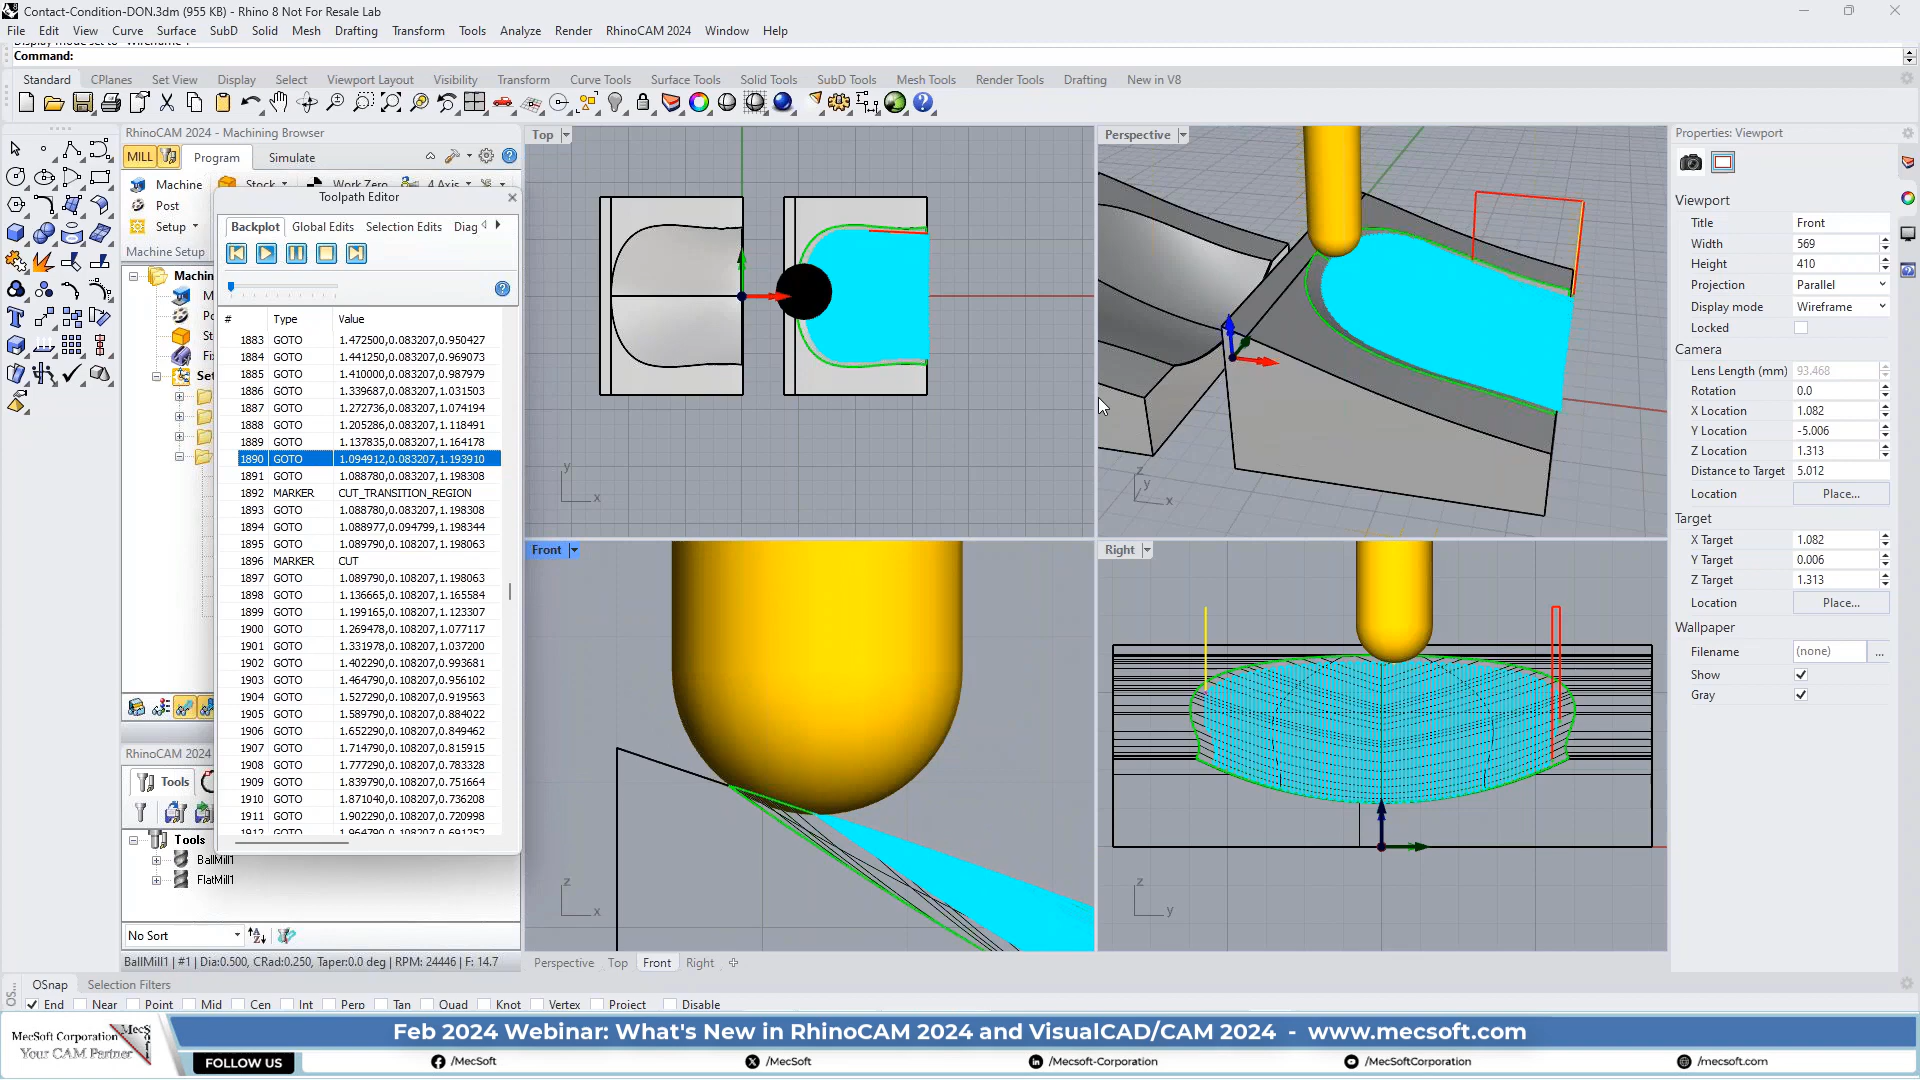 Contact-Condition-DON.3dm (955 KB) - Rhino 8 Not For Resale Lab
File Edit View Curve Surface SubD Solid Mesh Drafting Transform Tools Analyze Render RhinoCAM 2024 Window Help
Command:
Standard CPlanes Set View Display Select Viewport Layout Visibility Transform Curve Tools Surface Tools Solid Tools SubD Tools Mesh Tools Render Tools Drafting New in V8
RhinoCAM 2024 - Machining Browser
MILL Program Simulate
Machine Stock Work Zero 4 Axis
Post
Setup
Machine Setup
Machin
Set
RhinoCAM 2024
Tools
Tools
BallMill1
FlatMill1
No Sort
BallMill1 | #1 | Dia:0.500, CRad:0.250, Taper:0.0 deg | RPM: 24446 | F: 14.7
Toolpath Editor
Backplot Global Edits Selection Edits Diag
# Type Value
1883 GOTO 1.472500,0.083207,0.950427
1884 GOTO 1.441250,0.083207,0.969073
1885 GOTO 1.410000,0.083207,0.987979
1886 GOTO 1.339687,0.083207,1.031503
1887 GOTO 1.272736,0.083207,1.074194
1888 GOTO 1.205286,0.083207,1.118491
1889 GOTO 1.137835,0.083207,1.164178
1890 GOTO 1.094912,0.083207,1.193910
1891 GOTO 1.088780,0.083207,1.198308
1892 MARKER CUT_TRANSITION_REGION
1893 GOTO 1.088780,0.083207,1.198308
1894 GOTO 1.088977,0.094799,1.198344
1895 GOTO 1.089790,0.108207,1.198063
1896 MARKER CUT
1897 GOTO 1.089790,0.108207,1.198063
1898 GOTO 1.136665,0.108207,1.165584
1899 GOTO 1.199165,0.108207,1.123307
1900 GOTO 1.269478,0.108207,1.077117
1901 GOTO 1.331978,0.108207,1.037200
1902 GOTO 1.402290,0.108207,0.993681
1903 GOTO 1.464790,0.108207,0.956102
1904 GOTO 1.527290,0.108207,0.919563
1905 GOTO 1.589790,0.108207,0.884022
1906 GOTO 1.652290,0.108207,0.849462
1907 GOTO 1.714790,0.108207,0.815915
1908 GOTO 1.777290,0.108207,0.783328
1909 GOTO 1.839790,0.108207,0.751664
1910 GOTO 1.871040,0.108207,0.736208
1911 GOTO 1.902290,0.108207,0.720998
1912 GOTO 1.964790,0.108207,0.691252
Top
y
x
Perspective
z
y
x
Front
z
x
Right
z
y
Perspective Top Front Right
Properties: Viewport
Viewport
Title Front
Width 569
Height 410
Projection Parallel
Display mode Wireframe
Locked
Camera
Lens Length (mm) 93.468
Rotation 0.0
X Location 1.082
Y Location -5.006
Z Location 1.313
Distance to Target 5.012
Location Place...
Target
X Target 1.082
Y Target 0.006
Z Target 1.313
Location Place...
Wallpaper
Filename (none) ...
Show
Gray
OSnap Selection Filters
End Near Point Mid Cen Int Perp Tan Quad Knot Vertex Project Disable
MecSoft Corporation
Your CAM Partner
MecS
Feb 2024 Webinar: What's New in RhinoCAM 2024 and VisualCAD/CAM 2024 - www.mecsoft.com
FOLLOW US /MecSoft /MecSoft /Mecsoft-Corporation /MecSoftCorporation /mecsoft.com